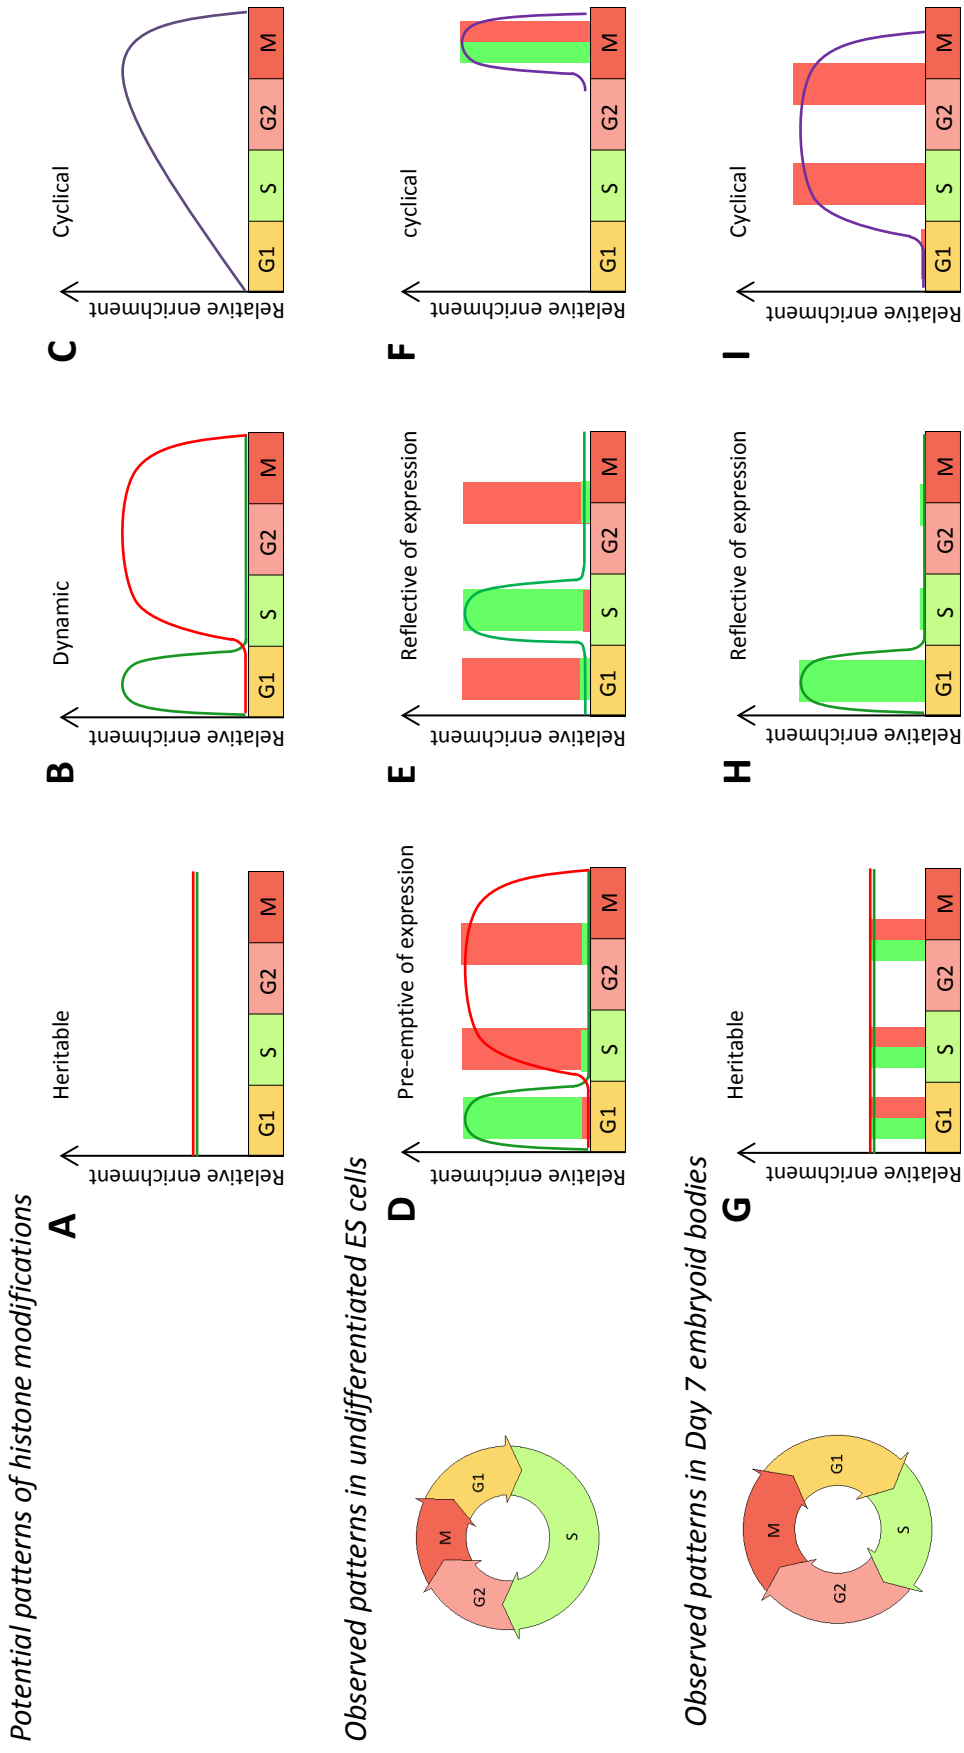 Potential patterns of histone modifications
A
Heritable
Relative enrichment
G1 S G2 M
B
Dynamic
Relative enrichment
G1 S G2 M
C
Cyclical
Relative enrichment
G1 S G2 M
Observed patterns in undifferentiated ES cells
G1
S
G2
M
D
Pre-emptive of expression
Relative enrichment
G1 S G2 M
E
Reflective of expression
Relative enrichment
G1 S G2 M
F
cyclical
Relative enrichment
G1 S G2 M
Observed patterns in Day 7 embryoid bodies
G1
S
G2
M
G
Heritable
Relative enrichment
G1 S G2 M
H
Reflective of expression
Relative enrichment
G1 S G2 M
I
Cyclical
Relative enrichment
G1 S G2 M